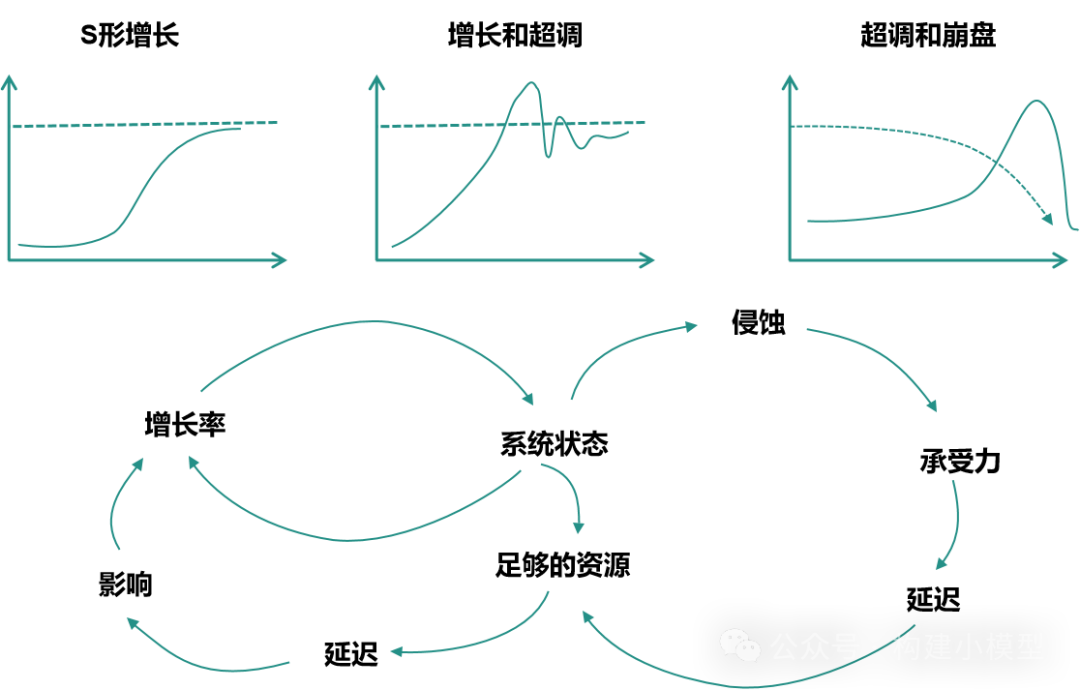 S形增长
增长和超调
超调和崩盘
侵蚀
增长率
系统状态
承受力
足够的资源
影响
延迟
延迟
公众号 构建小模型